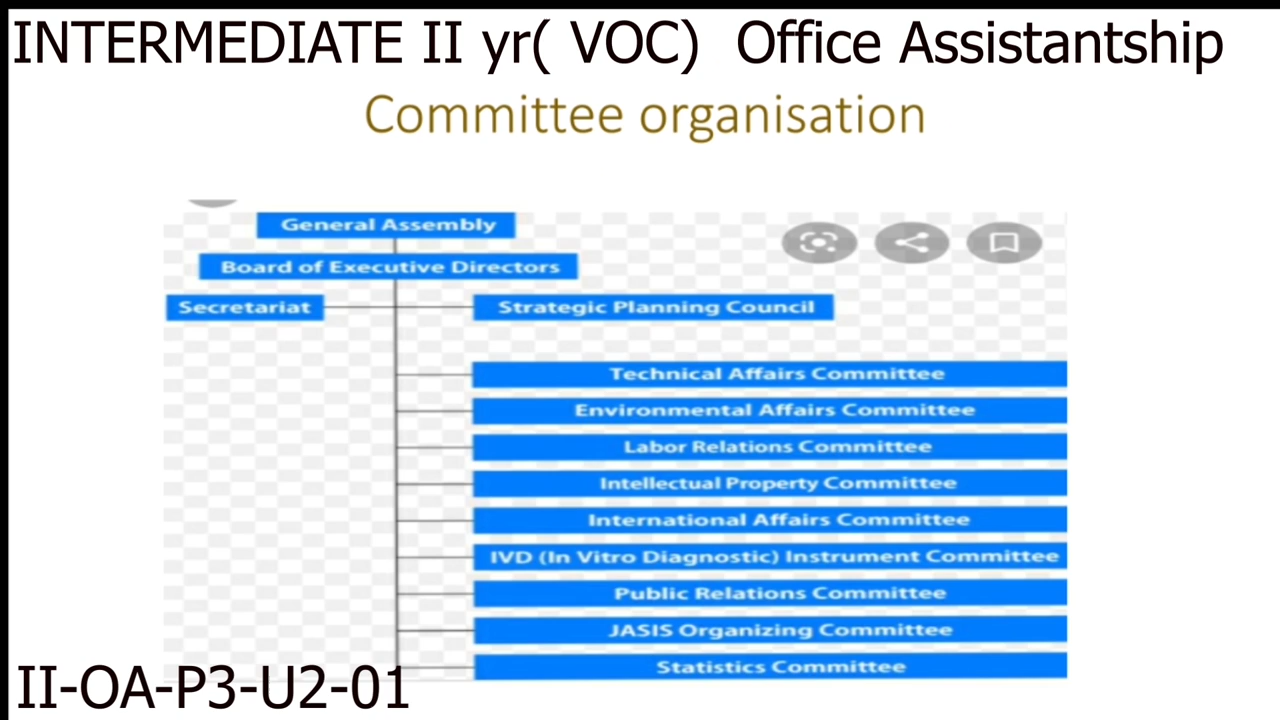 INTERMEDIATE II yr( VOC)  Office Assistantship
Committee organisation
General Assembly
Board of Executive Directors
Secretariat
Strategic Planning Council
Technical Affairs Committee
Environmental Affairs Committee
Labor Relations Committee
Intellectual Property Committee
International Affairs Committee
IVD (In Vitro Diagnostic) Instrument Committee
Public Relations Committee
JASIS Organizing Committee
Statistics Committee
II-OA-P3-U2-01